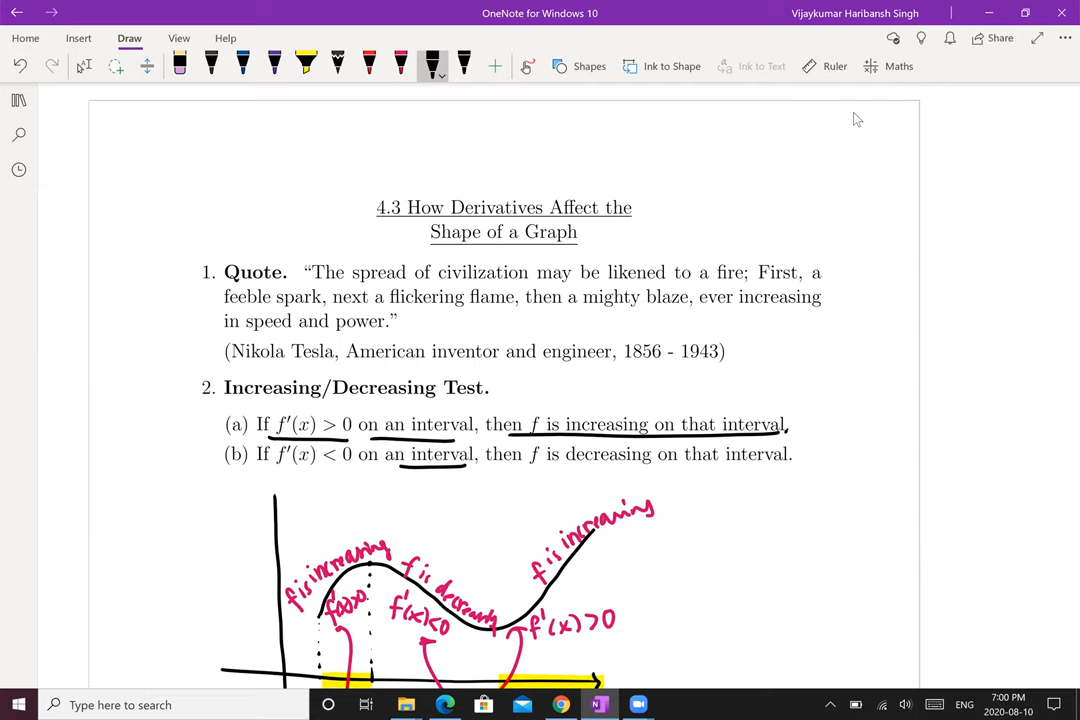 OneNote for Windows 10
Vijaykumar Haribansh Singh
Home Insert Draw View Help
Share
Shapes Ink to Shape Ink to Text Ruler Maths
4.3 How Derivatives Affect the
Shape of a Graph
1. Quote. “The spread of civilization may be likened to a fire; First, a
feeble spark, next a flickering flame, then a mighty blaze, ever increasing
in speed and power.”
(Nikola Tesla, American inventor and engineer, 1856 - 1943)
2. Increasing/Decreasing Test.
(a) If f′(x) > 0 on an interval, then f is increasing on that interval.
(b) If f′(x) < 0 on an interval, then f is decreasing on that interval.
f is increasing
f is decreasing
f is increasing
f'(x)>0
f'(x)<0
f'(x)>0
Type here to search
ENG
7:00 PM
2020-08-10